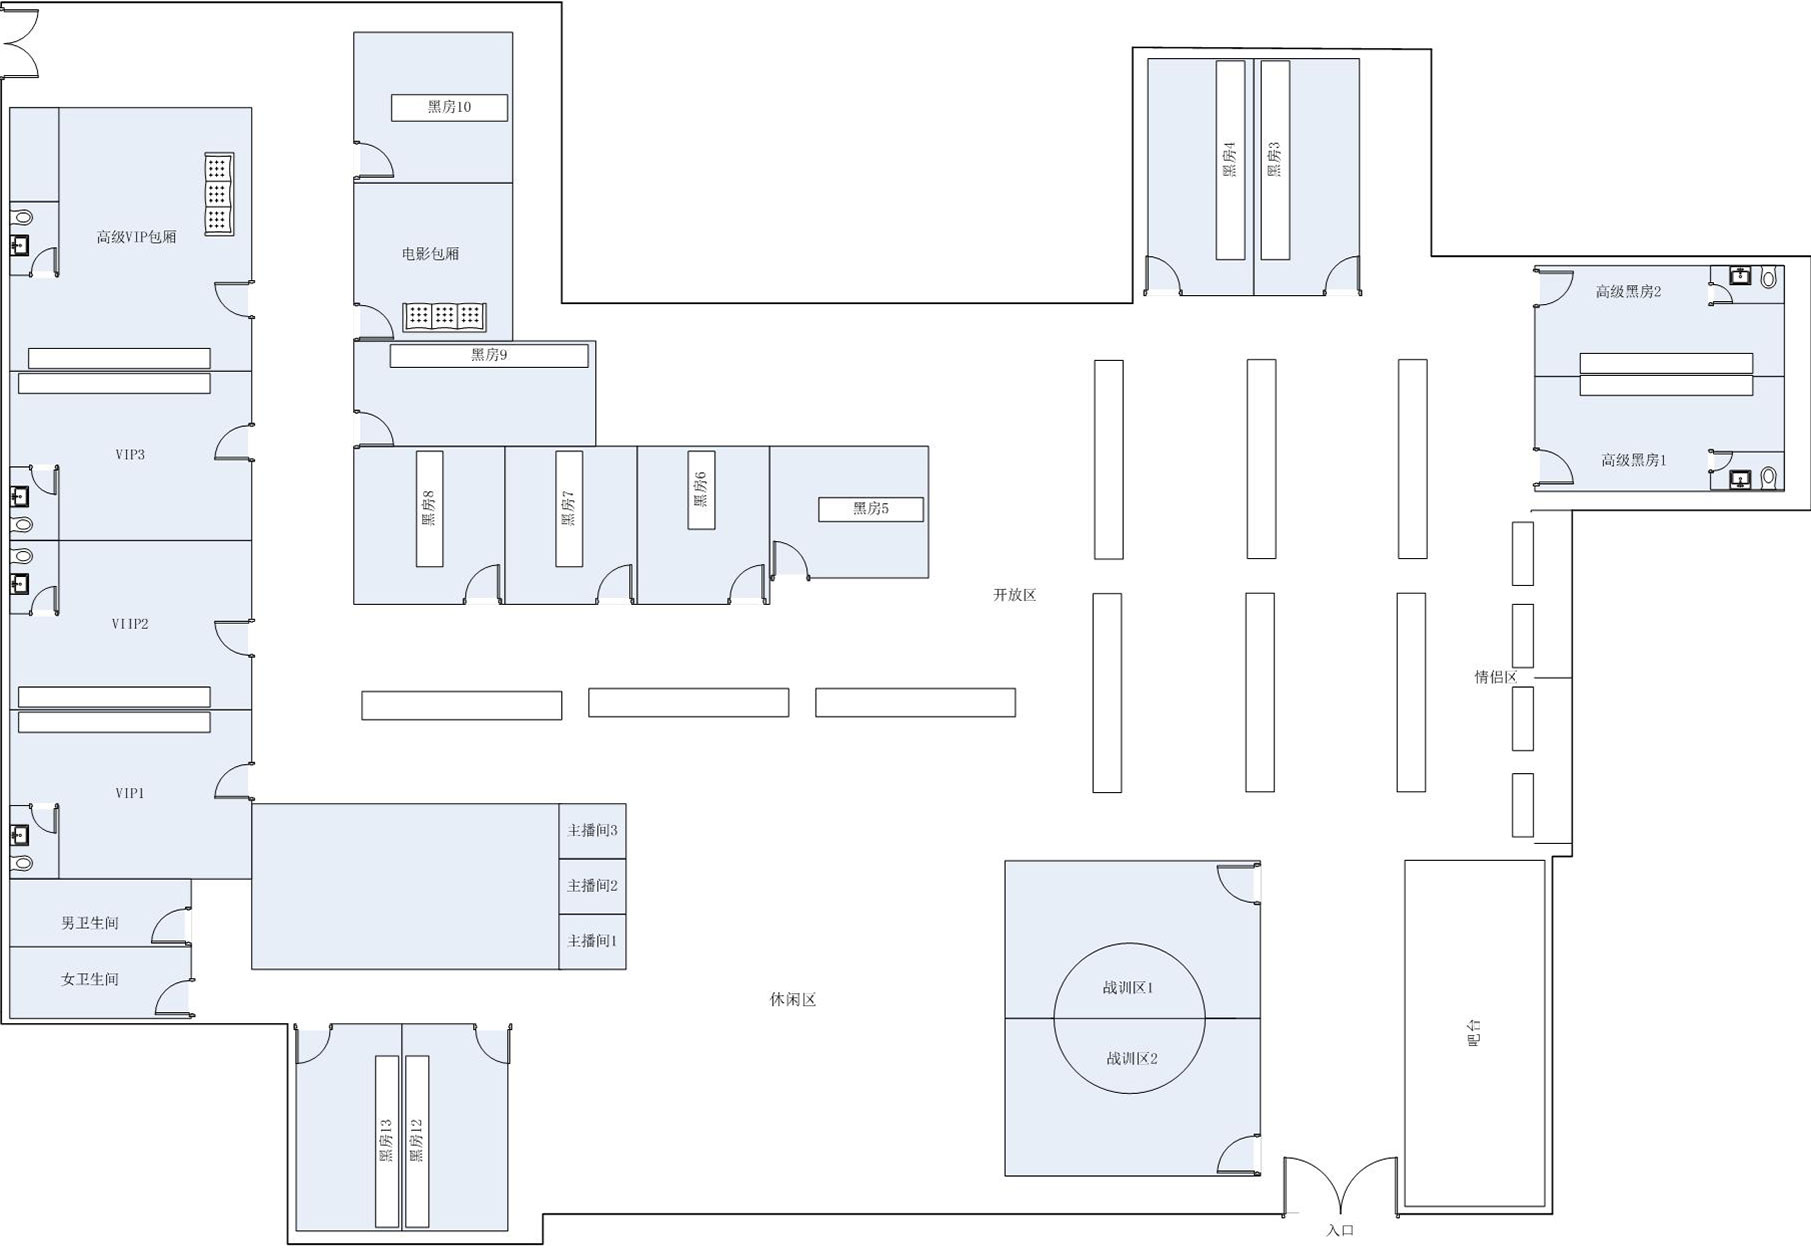 黑房10
黑房4
黑房3
高级VIP包厢
电影包厢
高级黑房2
黑房9
VIP3
高级黑房1
黑房8
黑房7
黑房6
黑房5
开放区
VIIP2
情侣区
VIP1
主播间3
主播间2
主播间1
男卫生间
女卫生间
休闲区
战训区1
战训区2
吧台
黑房13
黑房12
入口